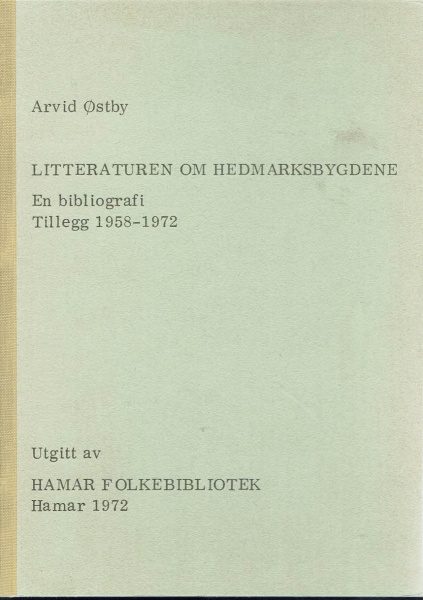 Arvid Østby
LITTERATUREN OM HEDMARKSBYGDENE
En bibliografi
Tillegg 1958-1972
Utgitt av
HAMAR FOLKEBIBLIOTEK
Hamar 1972